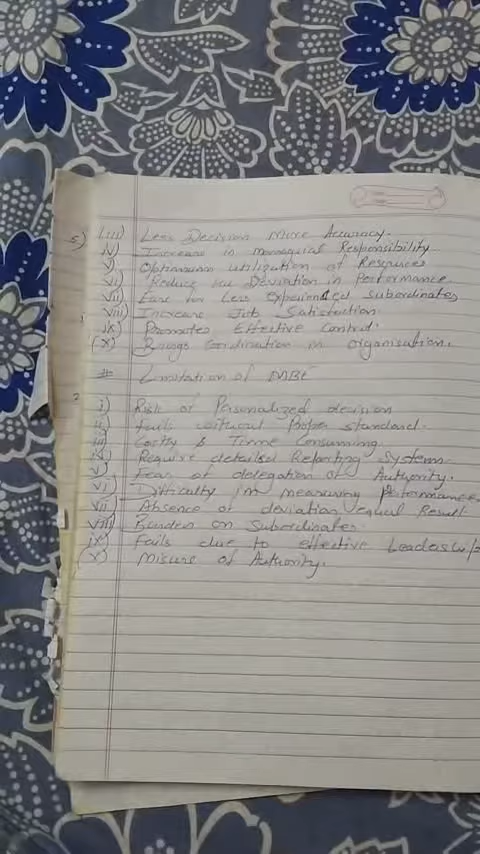 5) iii) Less Decision More Accuracy.
iv) Increase in managerial Responsibility
v) Optimum utilization of Resources
vi) Reduce the Deviation in Performance.
vii) Ease for Less Experienced Subordinates
viii) Increase Job Satisfaction.
ix) Promotes Effective Control.
(x) Brings Coordination in Organisation.
# Limitation of MBE
i) Risk of Personalized decision
ii) Fails without Proper standard.
iii) Costly & Time Consuming
iv) Require detailed Reporting System
v) Fear of delegation of Authority.
vi) Difficulty in measuring performance
vii) Absence of deviation equal Result
viii) Burden on Subordinates
ix) Fails due to effective
(x) Misure of Authority.